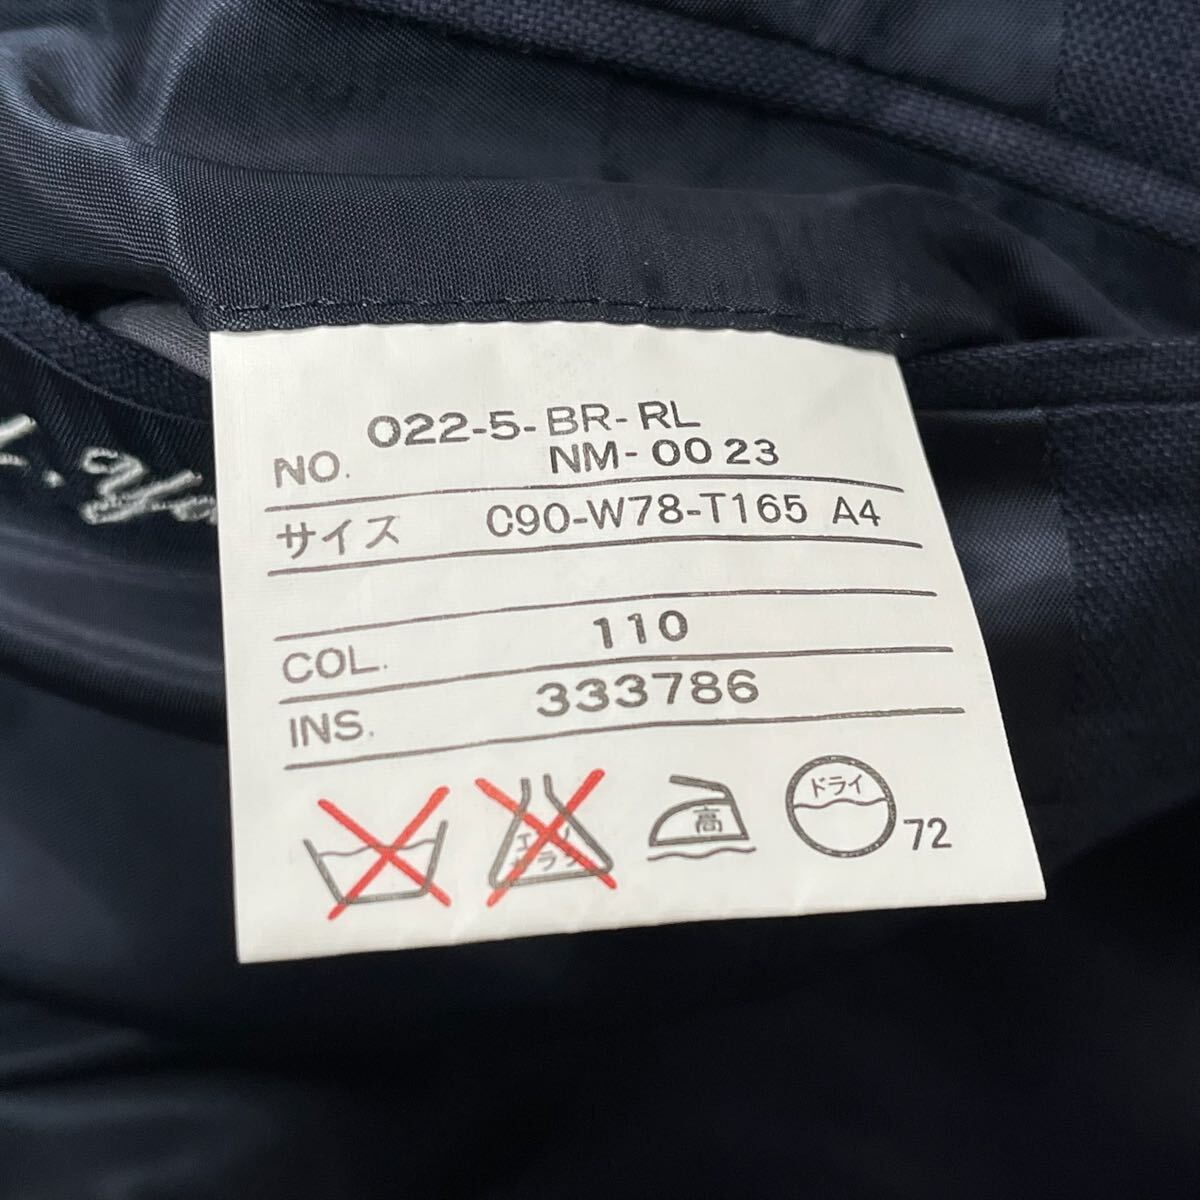 022-5-BR-RL
NO. NM-0023
サイズ C90-W78-T165 A4
COL. 110
INS. 333786
高
ドライ
72